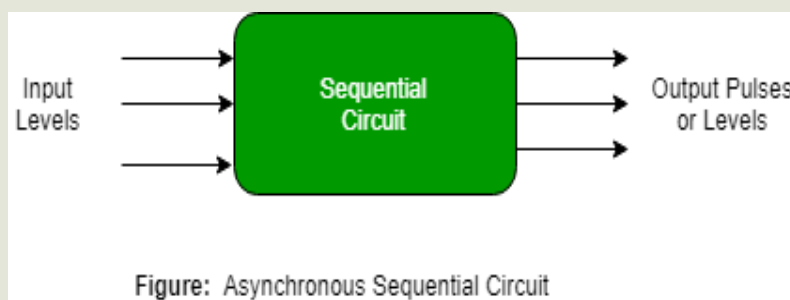 Input
Levels
Sequential
Circuit
Output Pulses
or Levels
Figure: Asynchronous Sequential Circuit